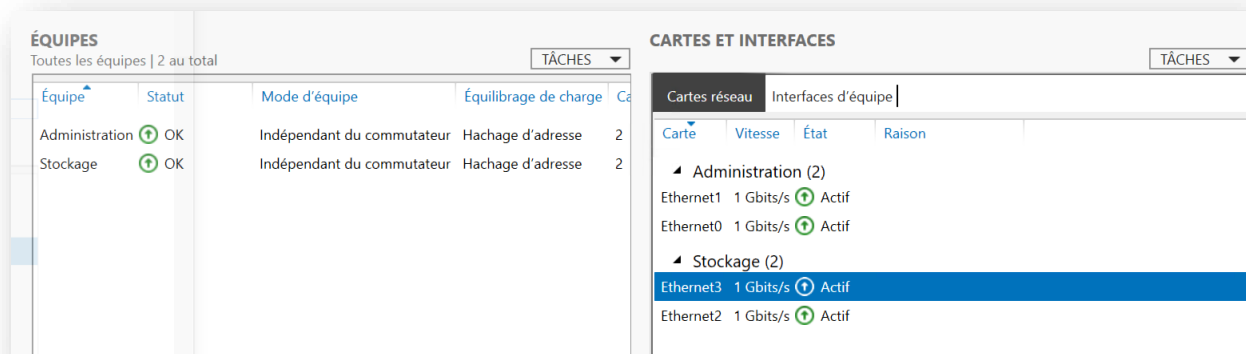 ÉQUIPES
Toutes les équipes | 2 au total
TÂCHES
Équipe Statut Mode d'équipe Équilibrage de charge Ca
Administration OK Indépendant du commutateur Hachage d'adresse 2
Stockage OK Indépendant du commutateur Hachage d'adresse 2
CARTES ET INTERFACES
TÂCHES
Cartes réseau Interfaces d'équipe
Carte Vitesse État Raison
Administration (2)
Ethernet1 1 Gbits/s Actif
Ethernet0 1 Gbits/s Actif
Stockage (2)
Ethernet3 1 Gbits/s Actif
Ethernet2 1 Gbits/s Actif